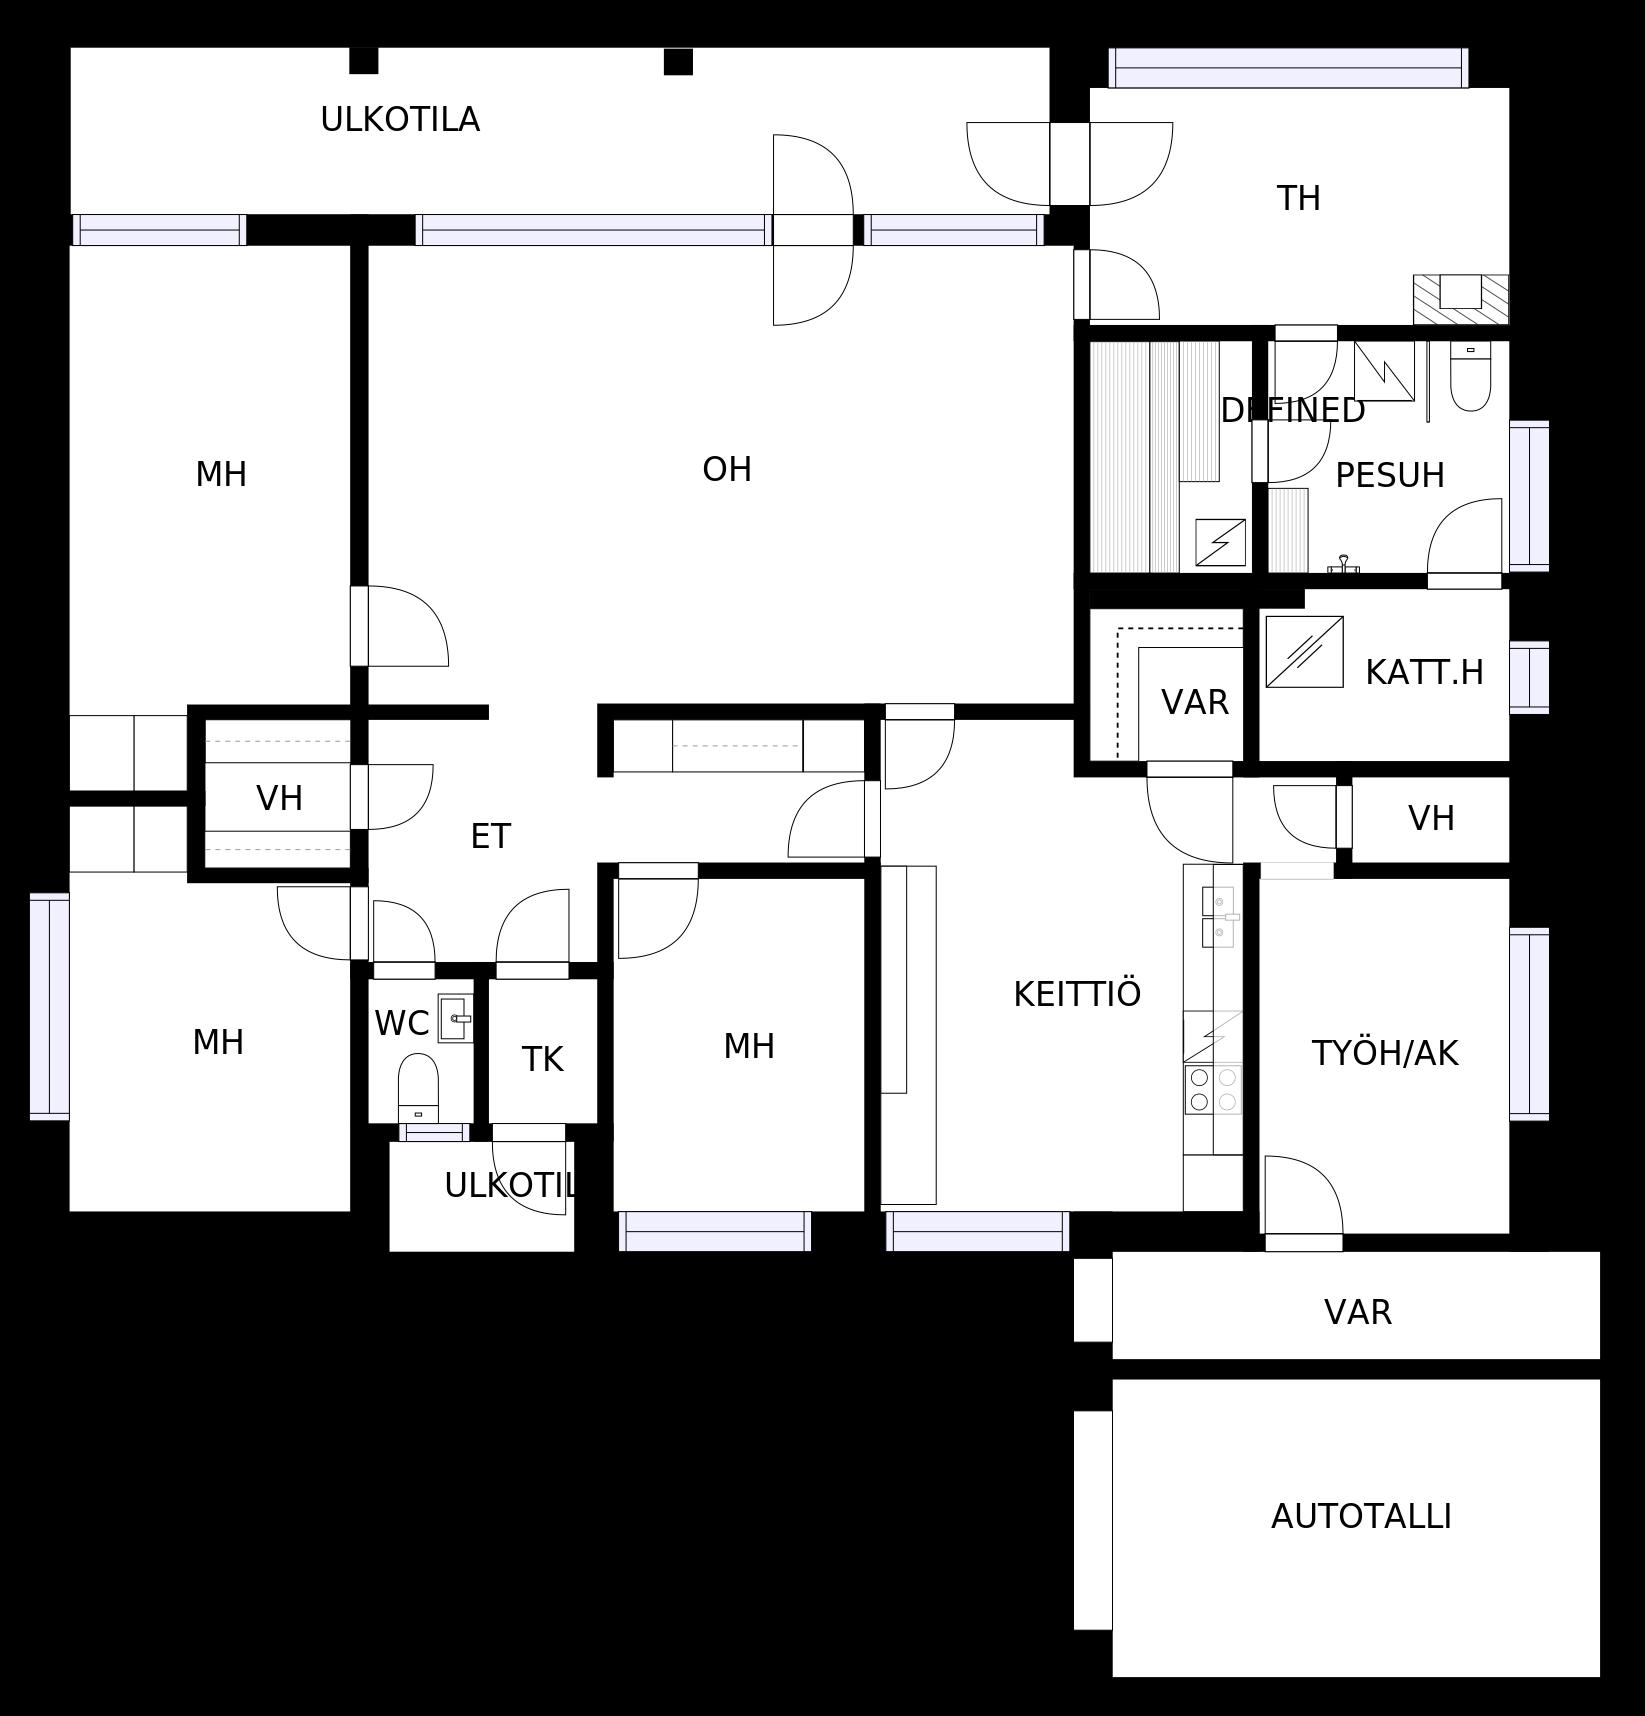 ULKOTILA
TH
DEFINED
MH
OH
PESUH
KATT.H
VAR
VH
VH
ET
KEITTIÖ
WC
MH
TK
MH
TYÖH/AK
ULKOTIL
VAR
AUTOTALLI